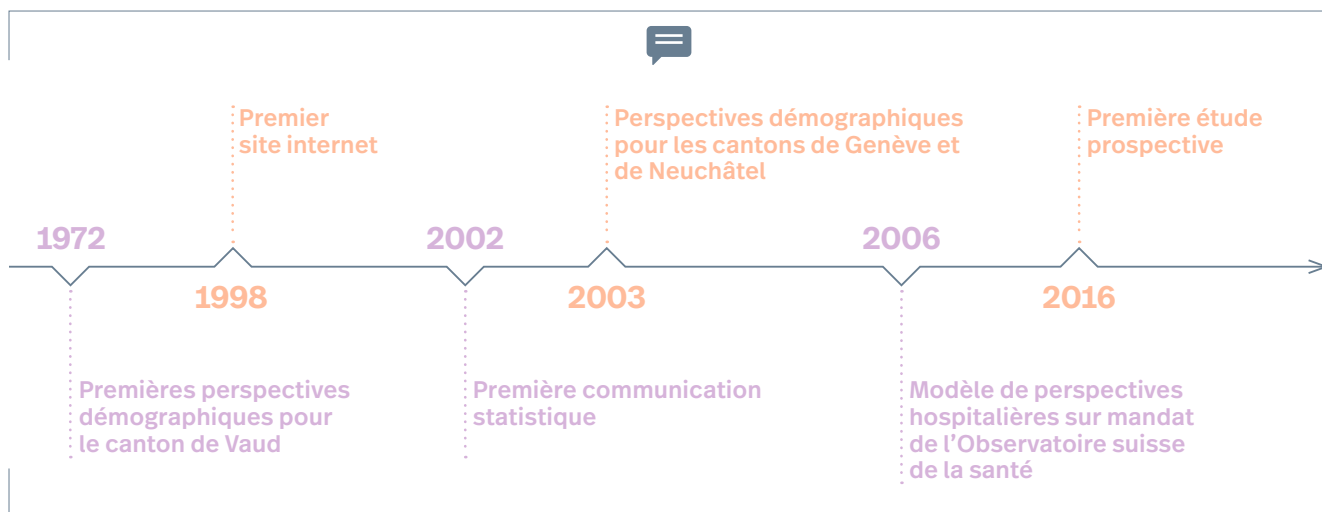 Premier
site internet
Perspectives démographiques
pour les cantons de Genève et
de Neuchâtel
Première étude
prospective
1972
2002
2006
1998
2003
2016
Premières perspectives
démographiques pour
le canton de Vaud
Première communication
statistique
Modèle de perspectives
hospitalières sur mandat
de l’Observatoire suisse
de la santé